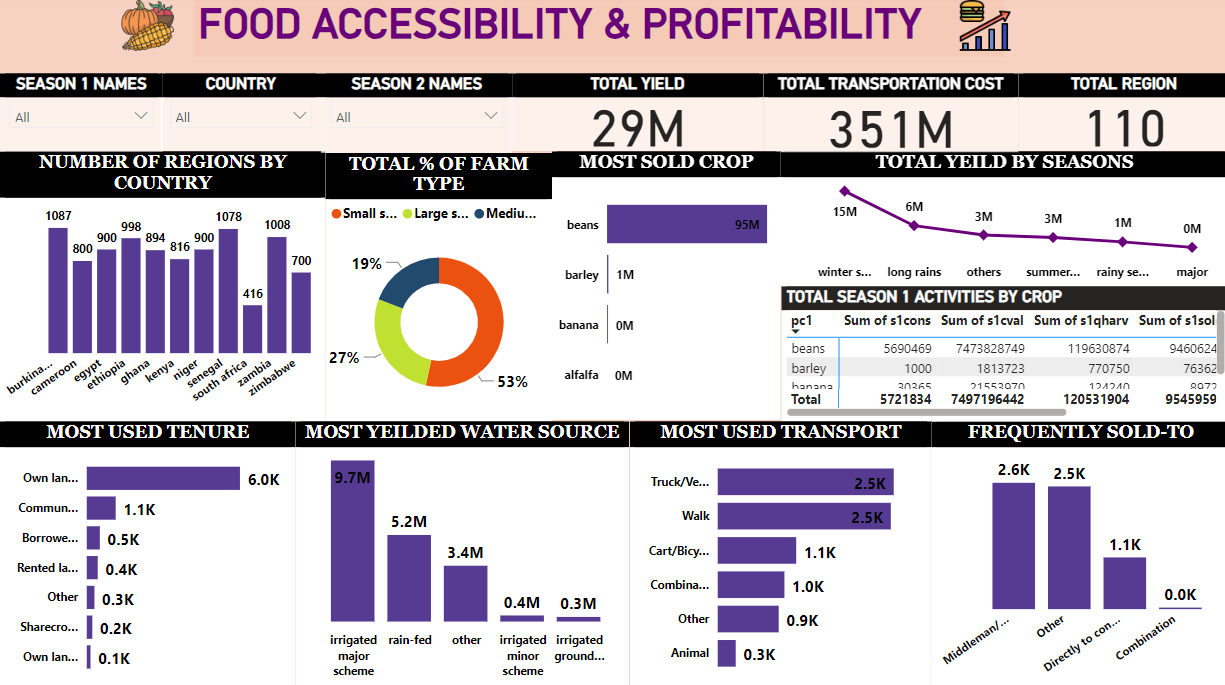 FOOD ACCESSIBILITY & PROFITABILITY
SEASON 1 NAMES
All
COUNTRY
All
SEASON 2 NAMES
All
TOTAL YIELD
29M
TOTAL TRANSPORTATION COST
351M
TOTAL REGION
110
NUMBER OF REGIONS BY
COUNTRY
1087
800
900
998
894
816
900
1078
416
1008
700
burkina...
cameroon
egypt
ethiopia
ghana
kenya
niger
senegal
south africa
zambia
zimbabwe
TOTAL % OF FARM
TYPE
Small s... Large s... Mediu...
19%
27%
53%
MOST SOLD CROP
beans 95M
barley 1M
banana 0M
alfalfa 0M
TOTAL YEILD BY SEASONS
15M 6M 3M 3M 1M 0M
winter s... long rains others summer... rainy se... major
TOTAL SEASON 1 ACTIVITIES BY CROP
pc1 Sum of s1cons Sum of s1cval Sum of s1qharv Sum of s1sol
beans 5690469 7473828749 119630874 9460624
barley 1000 1813723 770750 76362
banana 30365 21553970 124240 8972
Total 5721834 7497196442 120531904 9545959
MOST USED TENURE
Own lan... 6.0K
Commun... 1.1K
Borrowe... 0.5K
Rented la... 0.4K
Other 0.3K
Sharecro... 0.2K
Own lan... 0.1K
MOST YEILDED WATER SOURCE
9.7M
5.2M
3.4M
0.4M
0.3M
irrigated
major
scheme
rain-fed
other
irrigated
minor
scheme
irrigated
ground...
MOST USED TRANSPORT
Truck/Ve... 2.5K
Walk 2.5K
Cart/Bicy... 1.1K
Combina... 1.0K
Other 0.9K
Animal 0.3K
FREQUENTLY SOLD-TO
2.6K
2.5K
1.1K
0.0K
Middleman/...
Other
Directly to con...
Combination